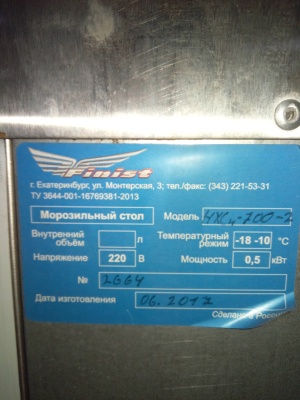 Finist
г. Екатеринбург, ул. Монтерская, 3; тел./факс: (343) 221-53-31
ТУ 3644-001-16769381-2013
Морозильный стол Модель -700-2
Внутренний объём л Температурный режим -18 -10 °С
Напряжение 220 В Мощность 0,5 кВт
№ 2664
Дата изготовления 06.2017
Сделано в